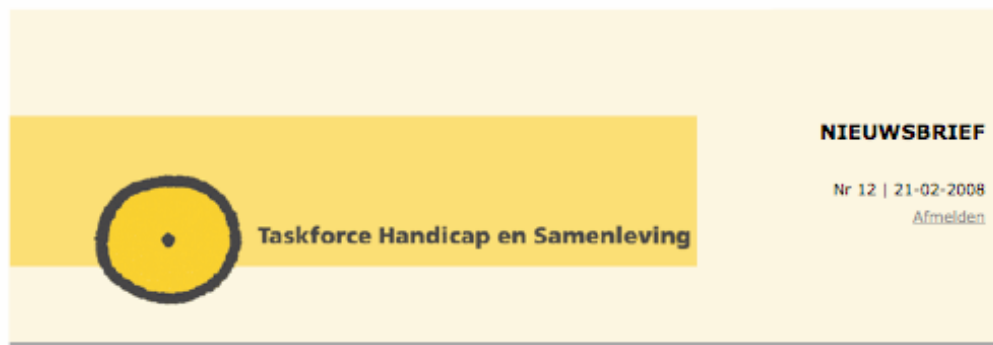 NIEUWSBRIEF
Nr 12 | 21-02-2008
Afmelden
Taskforce Handicap en Samenleving